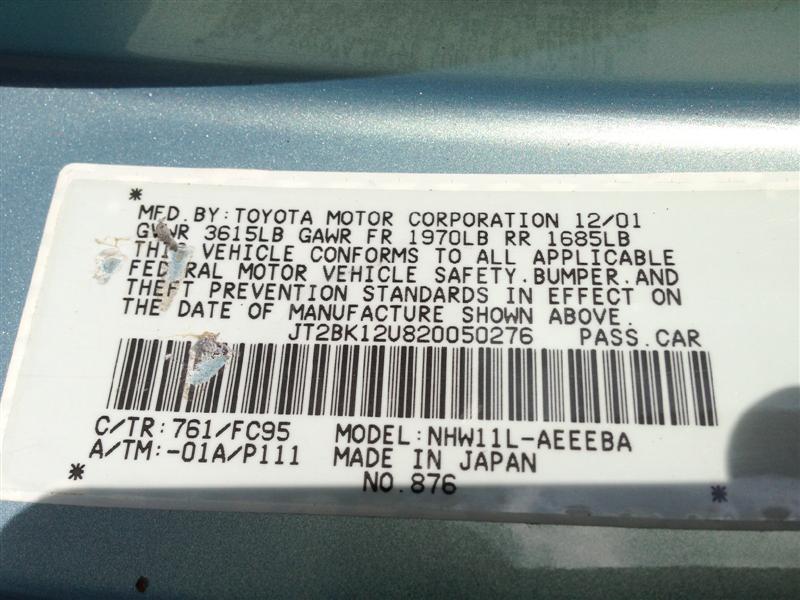 *
MFD.BY:TOYOTA MOTOR CORPORATION 12/01
GVWR 3615LB GAWR FR 1970LB RR 1685LB
THIS VEHICLE CONFORMS TO ALL APPLICABLE
FEDERAL MOTOR VEHICLE SAFETY.BUMPER.AND
THEFT PREVENTION STANDARDS IN EFFECT ON
THE DATE OF MANUFACTURE SHOWN ABOVE.
JT2BK12U820050276 PASS.CAR
C/TR:761/FC95 MODEL:NHW11L-AEEEBA
A/TM:-01A/P111 MADE IN JAPAN
* NO.876 *